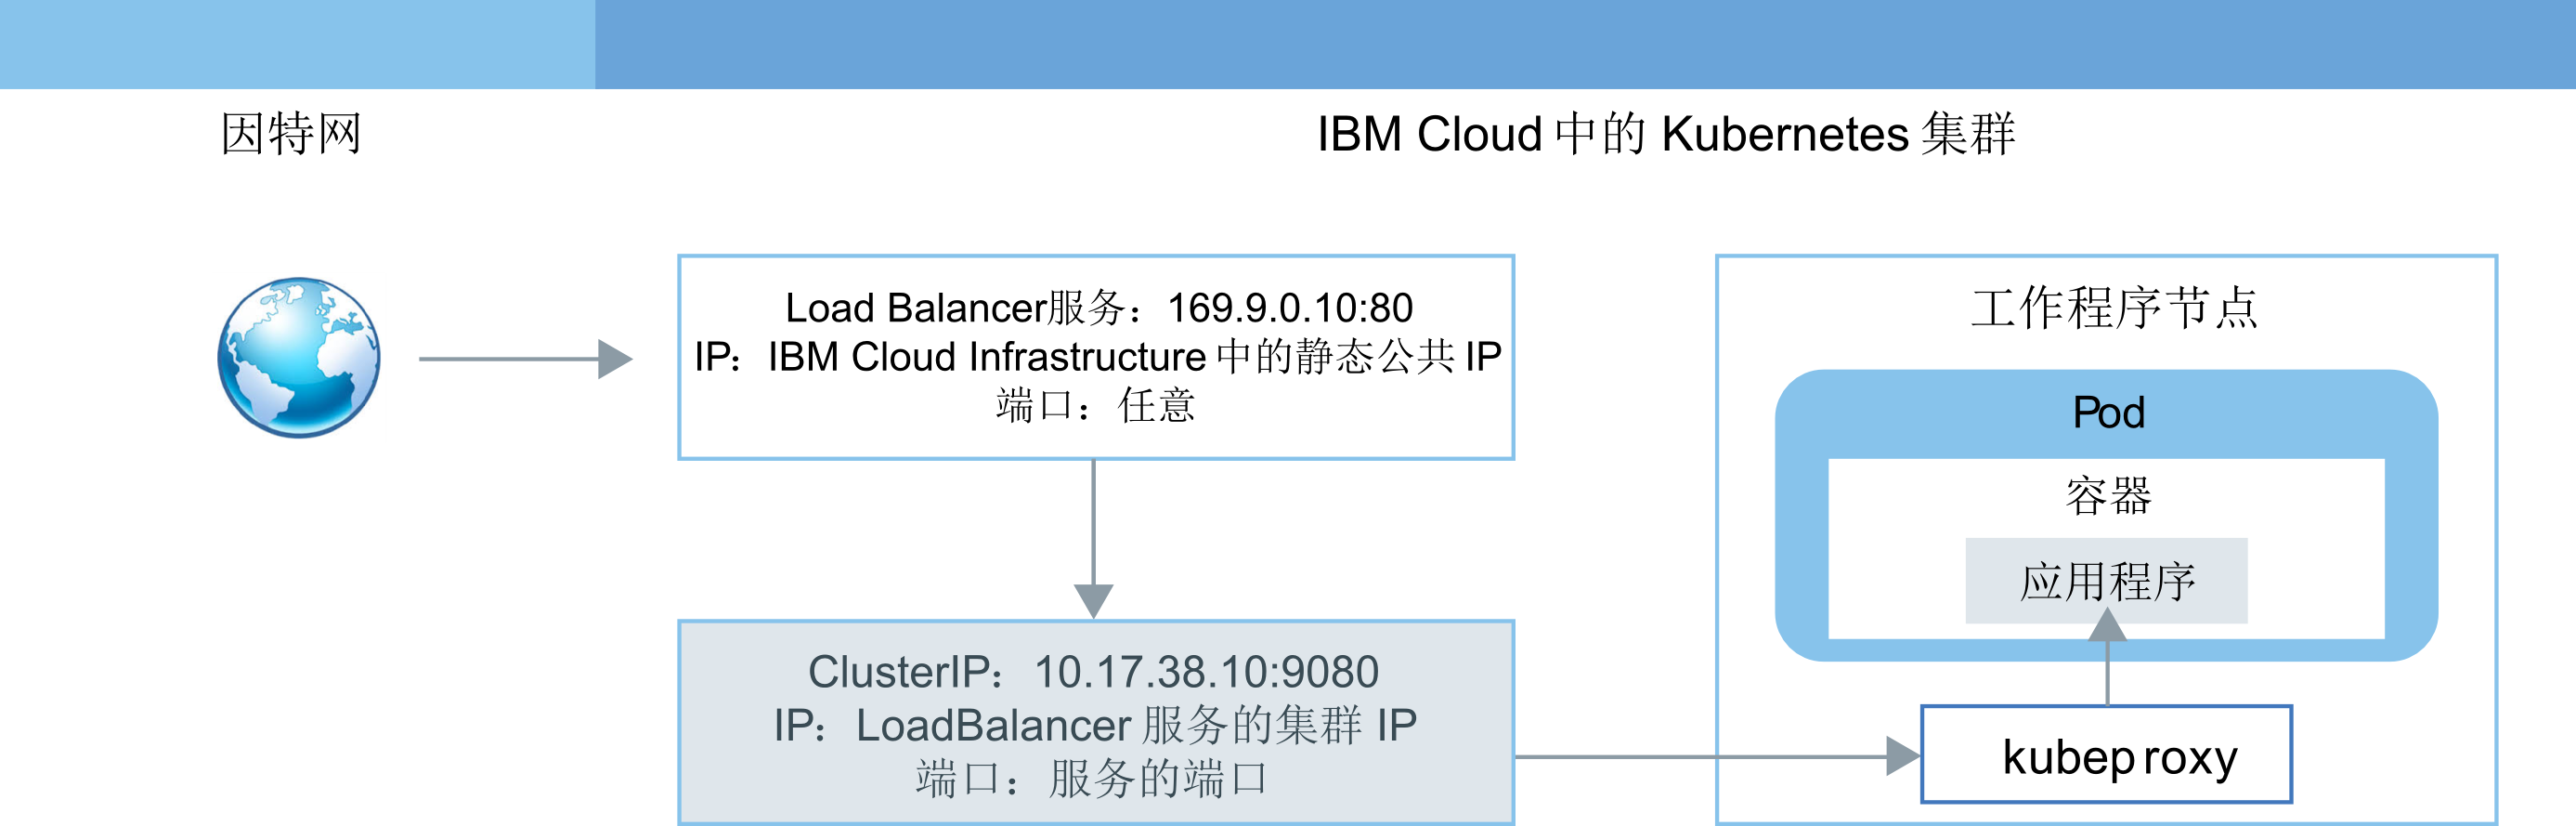 因特网
IBM Cloud 中的 Kubernetes 集群
Load Balancer服务：169.9.0.10:80
IP：IBM Cloud Infrastructure 中的静态公共 IP
端口：任意
ClusterIP：10.17.38.10:9080
IP：LoadBalancer 服务的集群 IP
端口：服务的端口
工作程序节点
Pod
容器
应用程序
kubep roxy